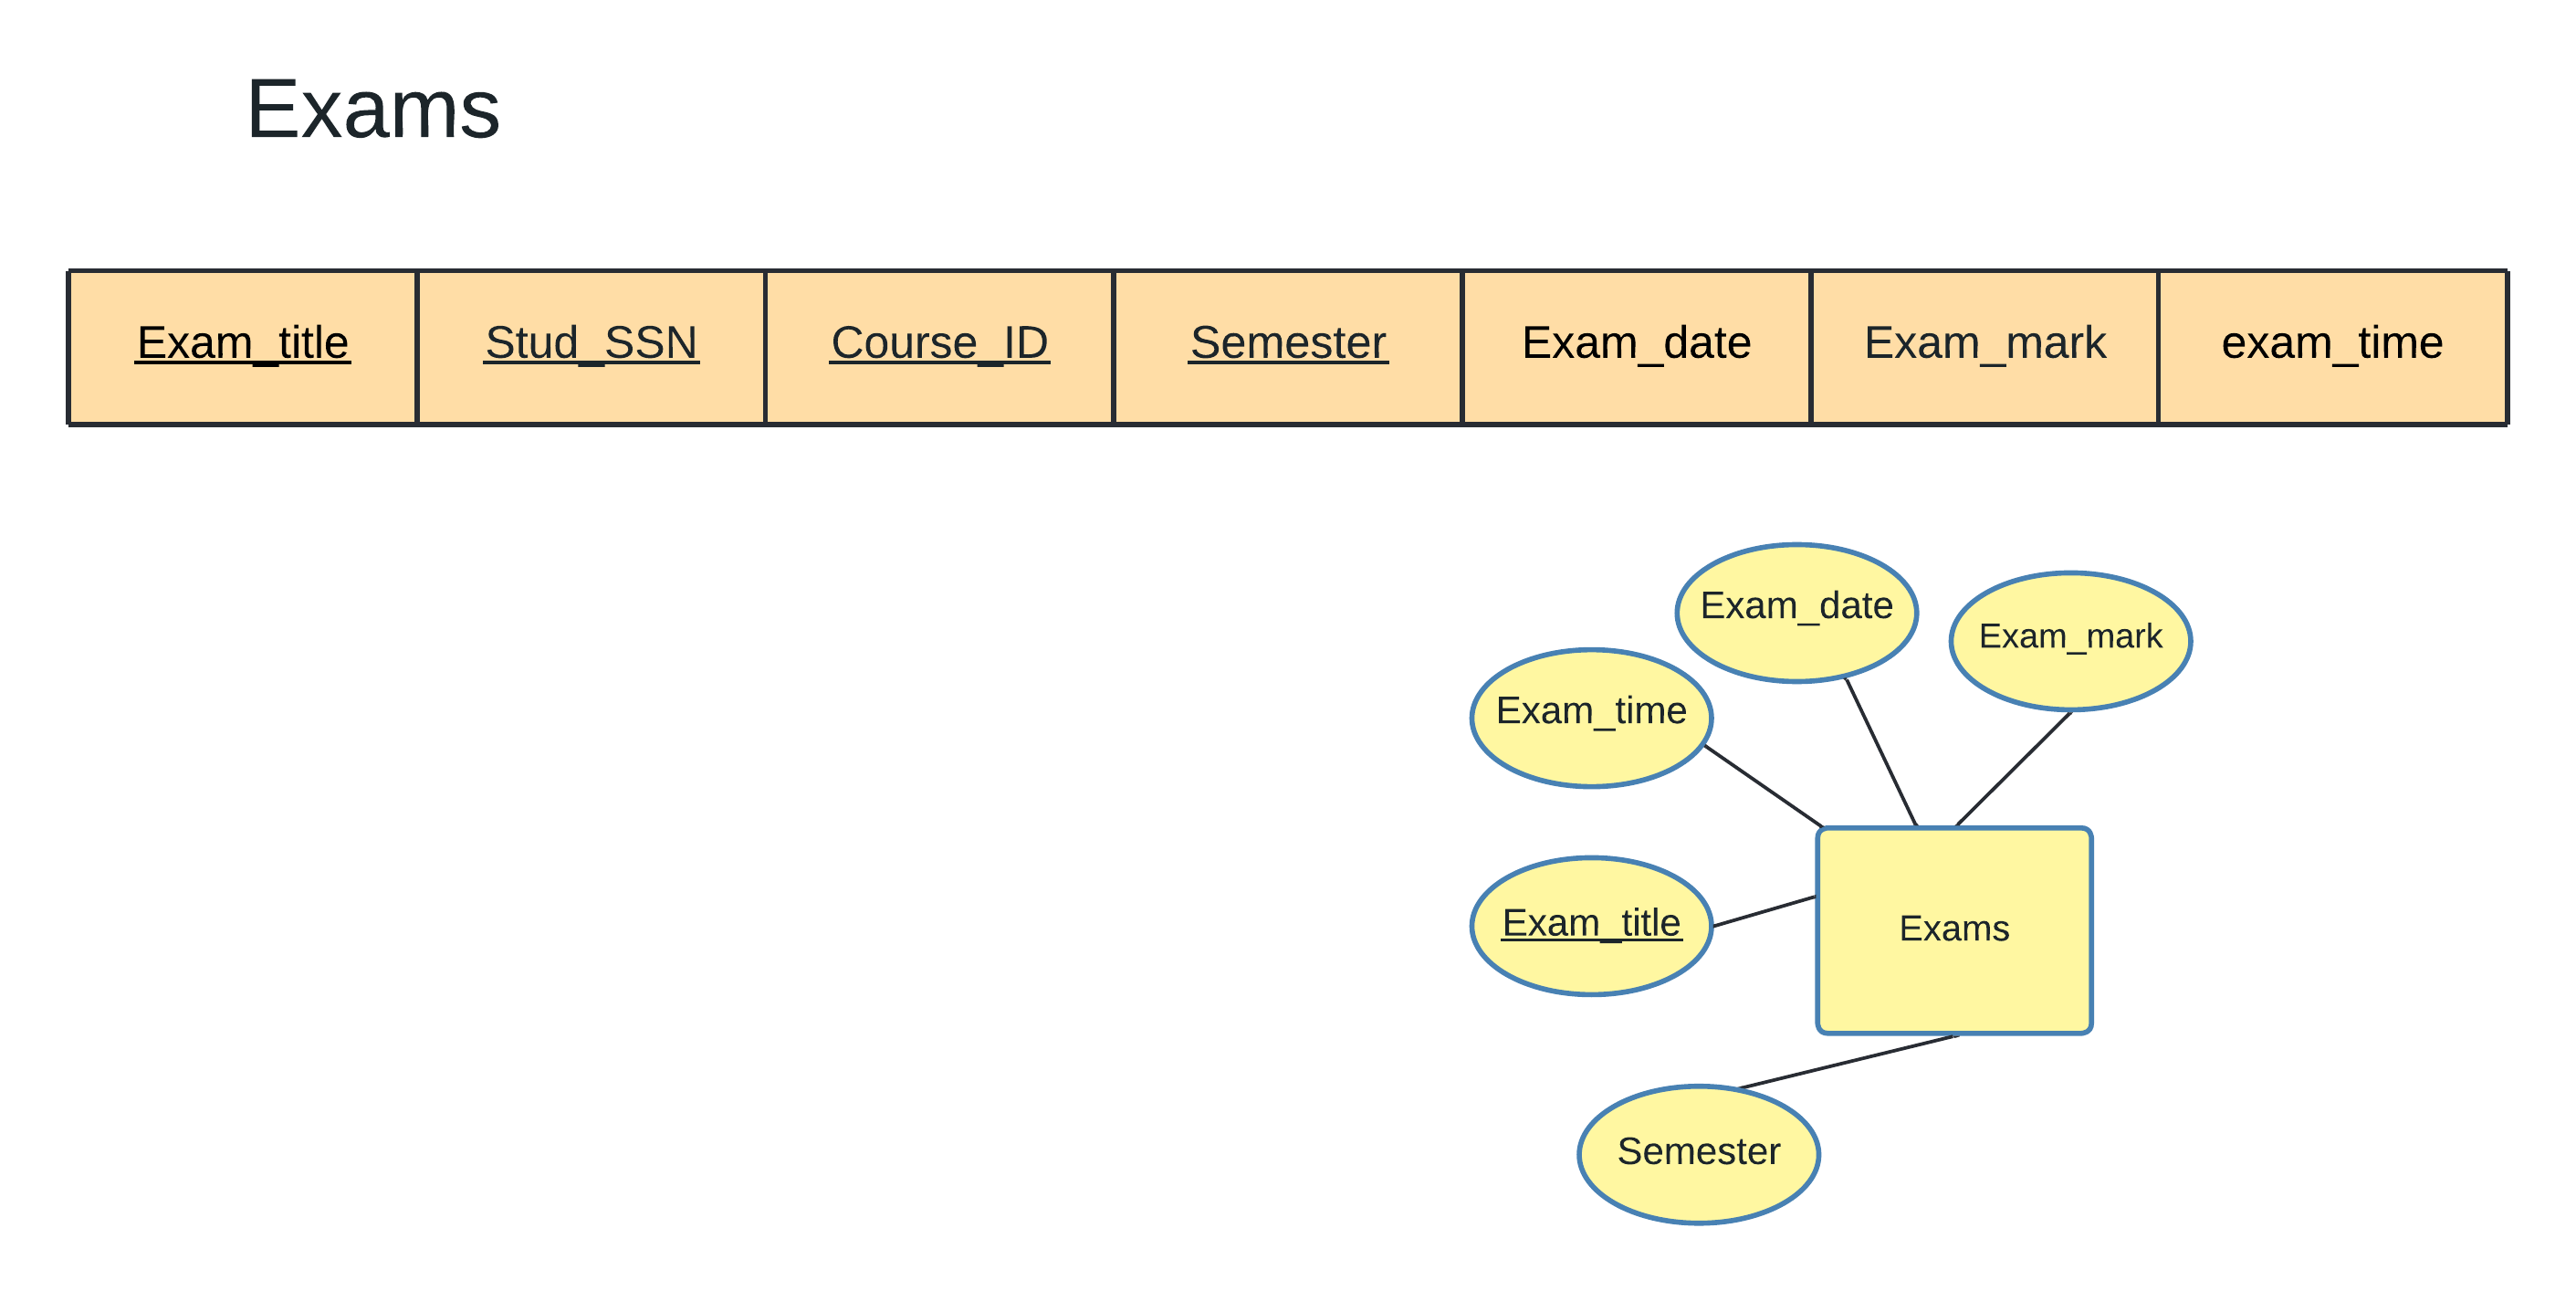 Exams
Exam_title Stud_SSN Course_ID Semester Exam_date Exam_mark exam_time
Exam_date
Exam_mark
Exam_time
Exam_title
Exams
Semester